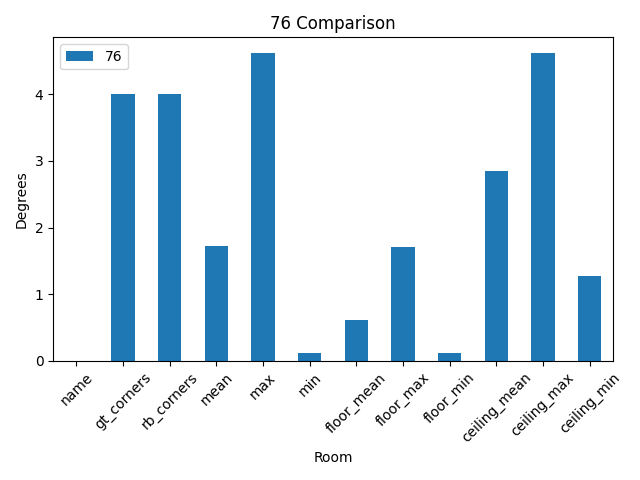 76 Comparison
76
Degrees
4
3
2
1
0
name
gt_corners
rb_corners
mean
max
min
floor_mean
floor_max
floor_min
ceiling_mean
ceiling_max
ceiling_min
Room